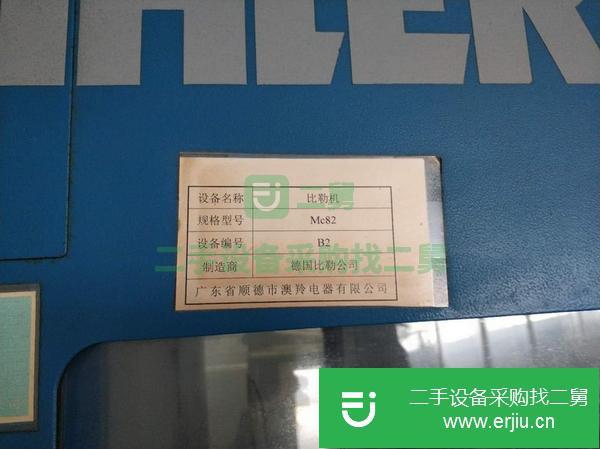 设备名称 比勒机
规格型号 Mc82
设备编号 B2
制造商 德国比勒公司
广东省顺德市澳羚电器有限公司
二舅
二手设备采购找二舅
二手设备采购找二舅
www.erjiu.cn